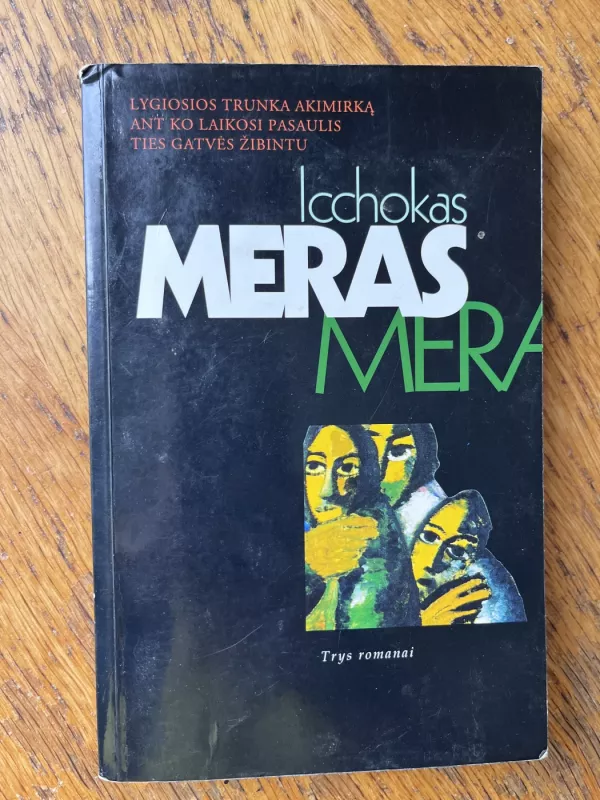 LYGIOSIOS TRUNKA AKIMIRKĄ
ANT KO LAIKOSI PASAULIS
TIES GATVĖS ŽIBINTU
Icchokas
MERAS
MERA
Trys romanai